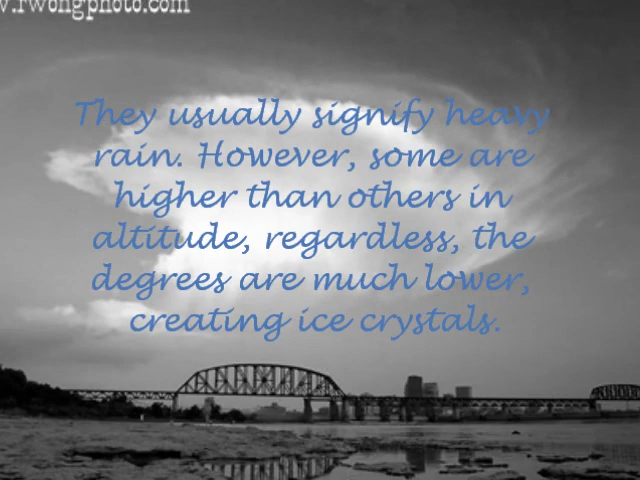 w.rwongphoto.com
They usually signify heavy
rain. However, some are
higher than others in
altitude, regardless, the
degrees are much lower,
creating ice crystals.